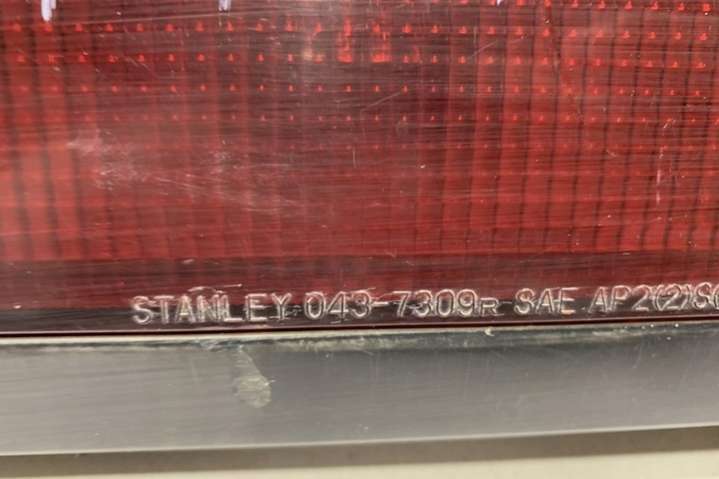 STANLEY 043-7309R SAE AP2(2)S